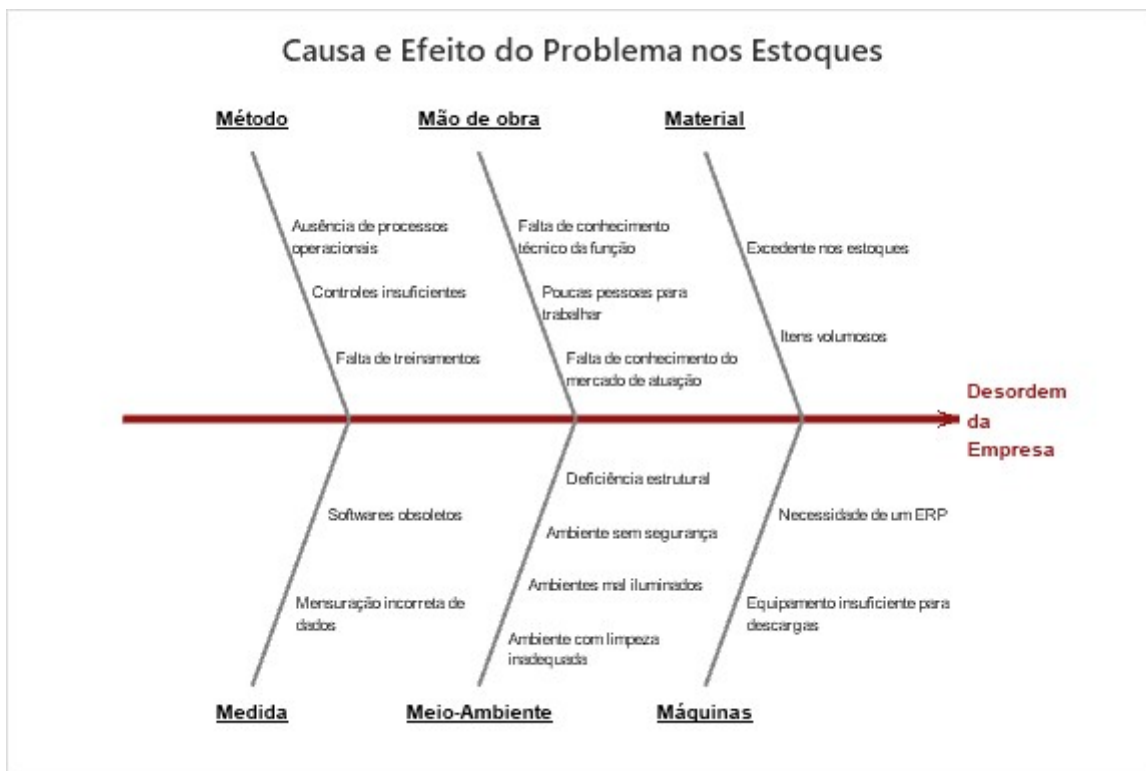 Causa e Efeito do Problema nos Estoques
Método
Mão de obra
Material
Ausência de processos
operacionais
Controles insuficientes
Falta de treinamentos
Falta de conhecimento
técnico da função
Poucas pessoas para
trabalhar
Falta de conhecimento do
mercado de atuação
Excedente nos estoques
Itens volumosos
Desordem
da
Empresa
Softwares obsoletos
Mensuração incorreta de
dados
Deficiência estrutural
Ambiente sem segurança
Ambientes mal iluminados
Ambiente com limpeza
inadequada
Necessidade de um ERP
Equipamento insuficiente para
descargas
Medida
Meio-Ambiente
Máquinas